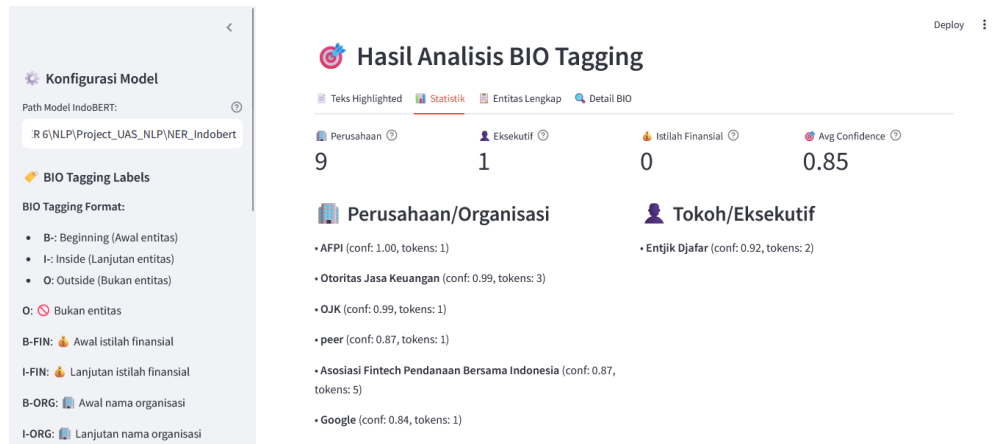 Konfigurasi Model
Path Model IndoBERT:
R 6\NLP\Project_UAS_NLP\NER_Indobert
BIO Tagging Labels
BIO Tagging Format:
• B-: Beginning (Awal entitas)
• I-: Inside (Lanjutan entitas)
• O: Outside (Bukan entitas)
O: Bukan entitas
B-FIN: Awal istilah finansial
I-FIN: Lanjutan istilah finansial
B-ORG: Awal nama organisasi
I-ORG: Lanjutan nama organisasi
Deploy
Hasil Analisis BIO Tagging
Teks Highlighted Statistik Entitas Lengkap Detail BIO
Perusahaan Eksekutif Istilah Finansial Avg Confidence
9 1 0 0.85
Perusahaan/Organisasi
• AFPI (conf: 1.00, tokens: 1)
• Otoritas Jasa Keuangan (conf: 0.99, tokens: 3)
• OJK (conf: 0.99, tokens: 1)
• peer (conf: 0.87, tokens: 1)
• Asosiasi Fintech Pendanaan Bersama Indonesia (conf: 0.87,
tokens: 5)
• Google (conf: 0.84, tokens: 1)
Tokoh/Eksekutif
• Entjik Djafar (conf: 0.92, tokens: 2)